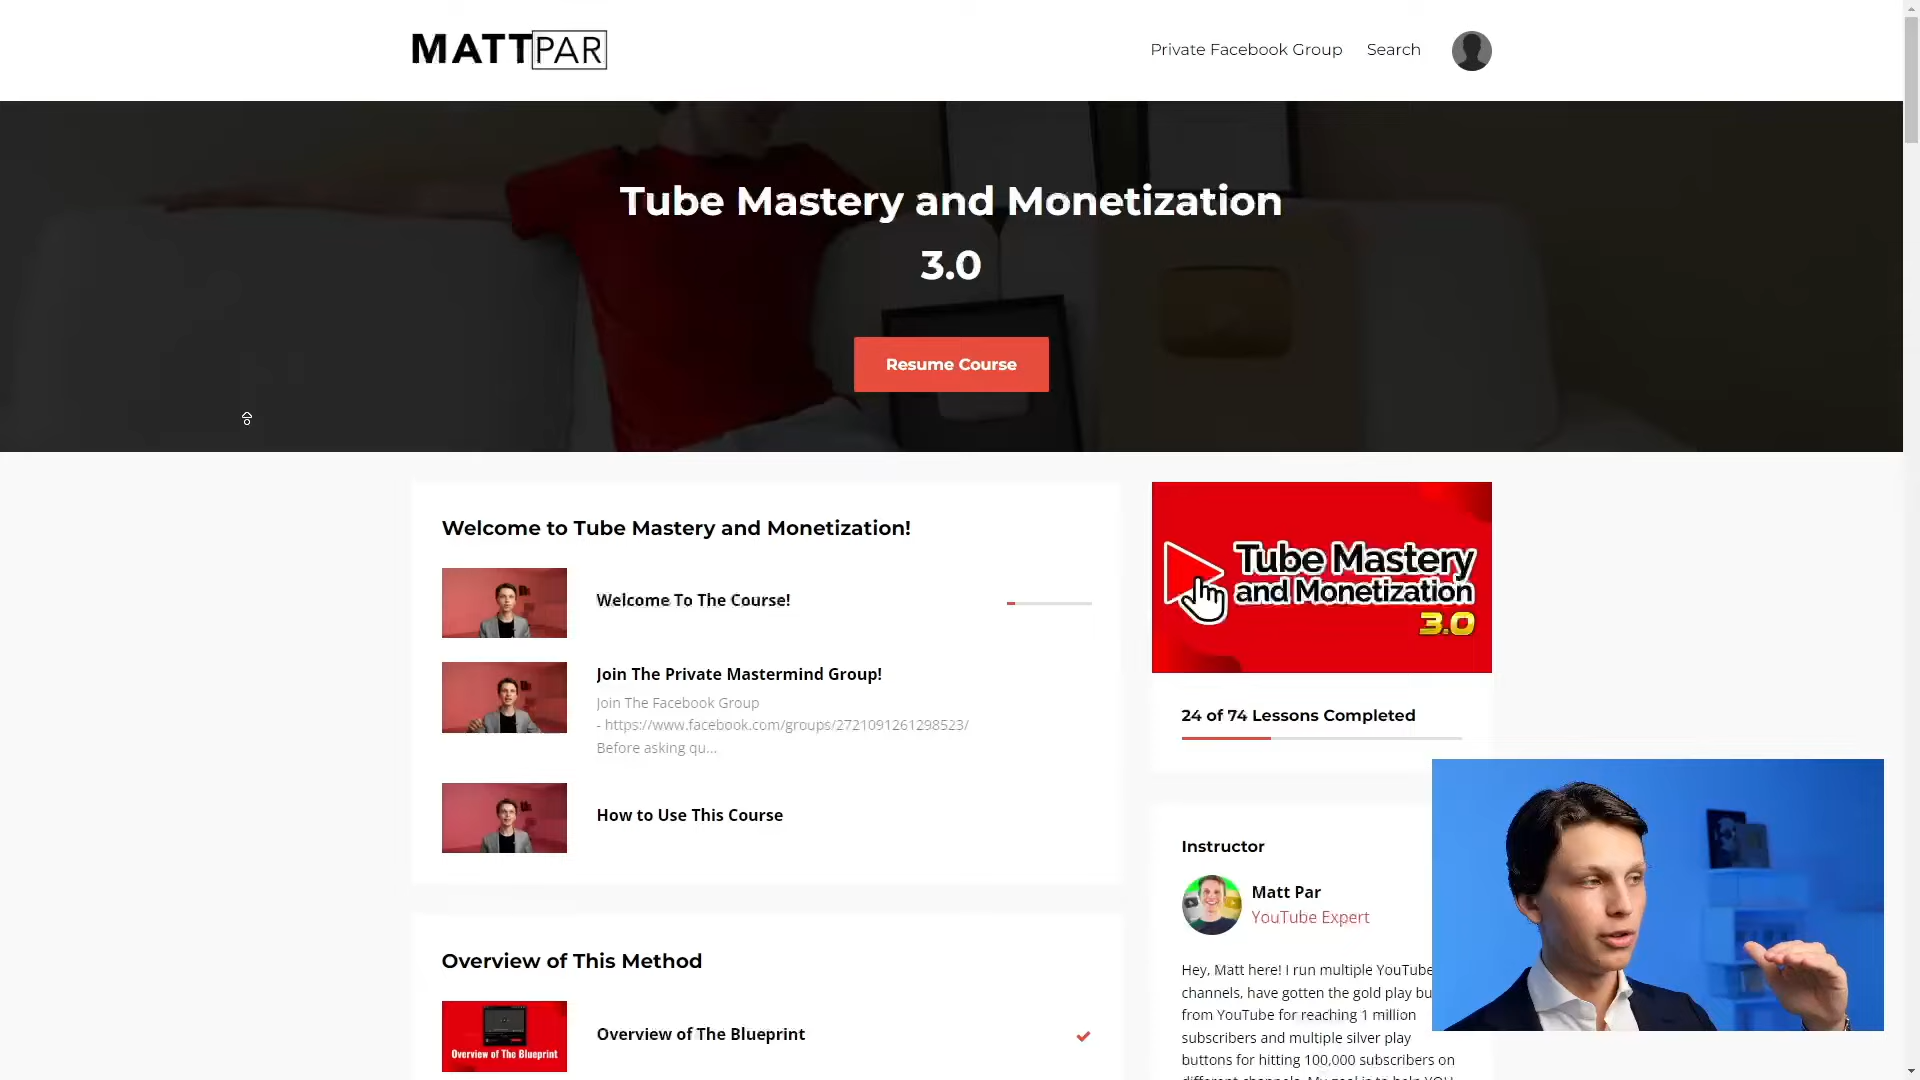 MATTPAR
Private Facebook Group
Search
Tube Mastery and Monetization
3.0
Resume Course
Welcome to Tube Mastery and Monetization!
Welcome To The Course!
Join The Private Mastermind Group!
Join The Facebook Group
- https://www.facebook.com/groups/2721091261298523/
Before asking qu...
How to Use This Course
Overview of This Method
Overview of The Blueprint
Overview of The Blueprint
Tube Mastery
and Monetization
3.0
24 of 74 Lessons Completed
Instructor
Matt Par
YouTube Expert
Hey, Matt here! I run multiple YouTube
channels, have gotten the gold play bu
from YouTube for reaching 1 million
subscribers and multiple silver play
buttons for hitting 100,000 subscribers on